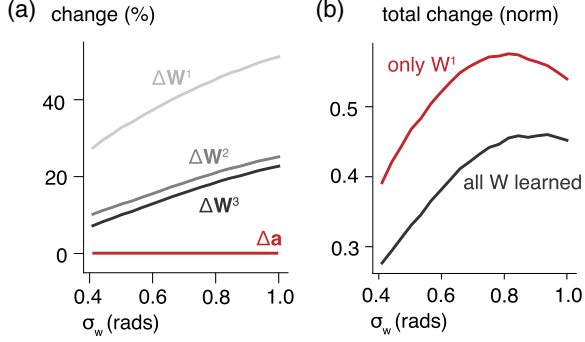 (a) change (%)
ΔW¹
ΔW²
ΔW³
Δa
40
20
0
0.4 0.6 0.8 1.0
σw (rads)
(b) total change (norm)
only W¹
all W learned
0.5
0.4
0.3
0.4 0.6 0.8 1.0
σw (rads)